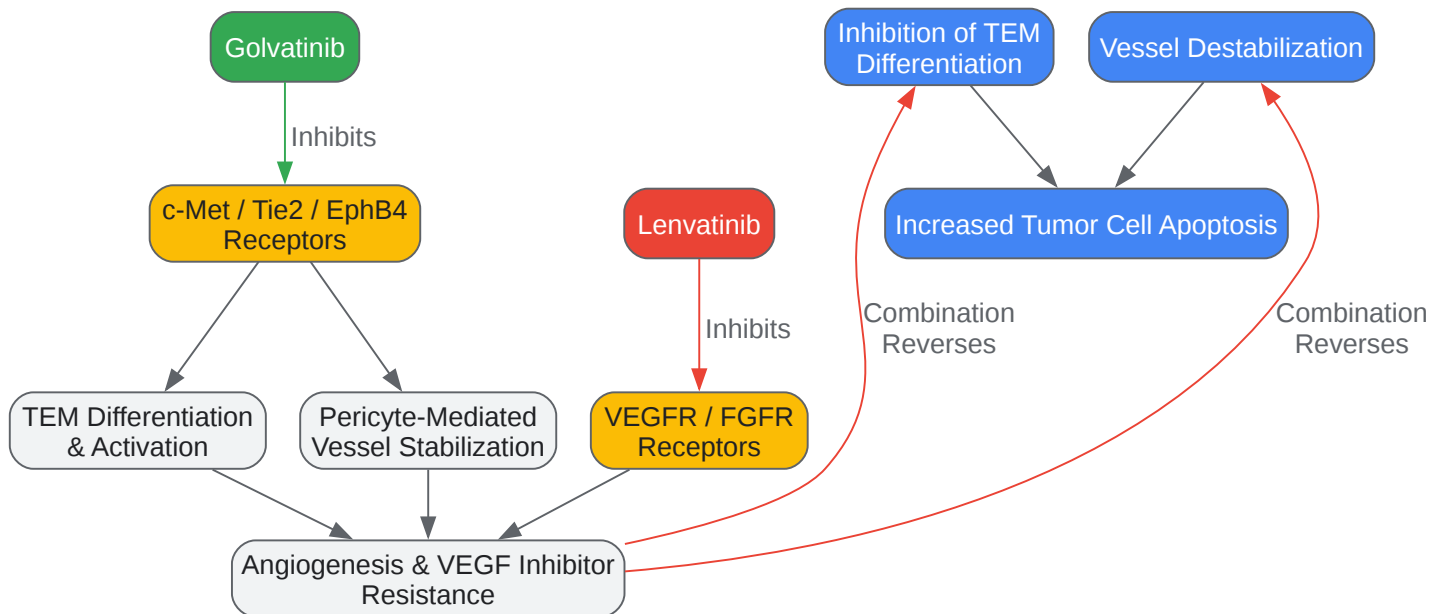 Golvatinib
Inhibition of TEM
Differentiation
Vessel Destabilization
Inhibits
c-Met / Tie2 / EphB4
Receptors
Lenvatinib
Increased Tumor Cell Apoptosis
Inhibits
Combination
Reverses
Combination
Reverses
TEM Differentiation
& Activation
Pericyte-Mediated
Vessel Stabilization
VEGFR / FGFR
Receptors
Angiogenesis & VEGF Inhibitor
Resistance